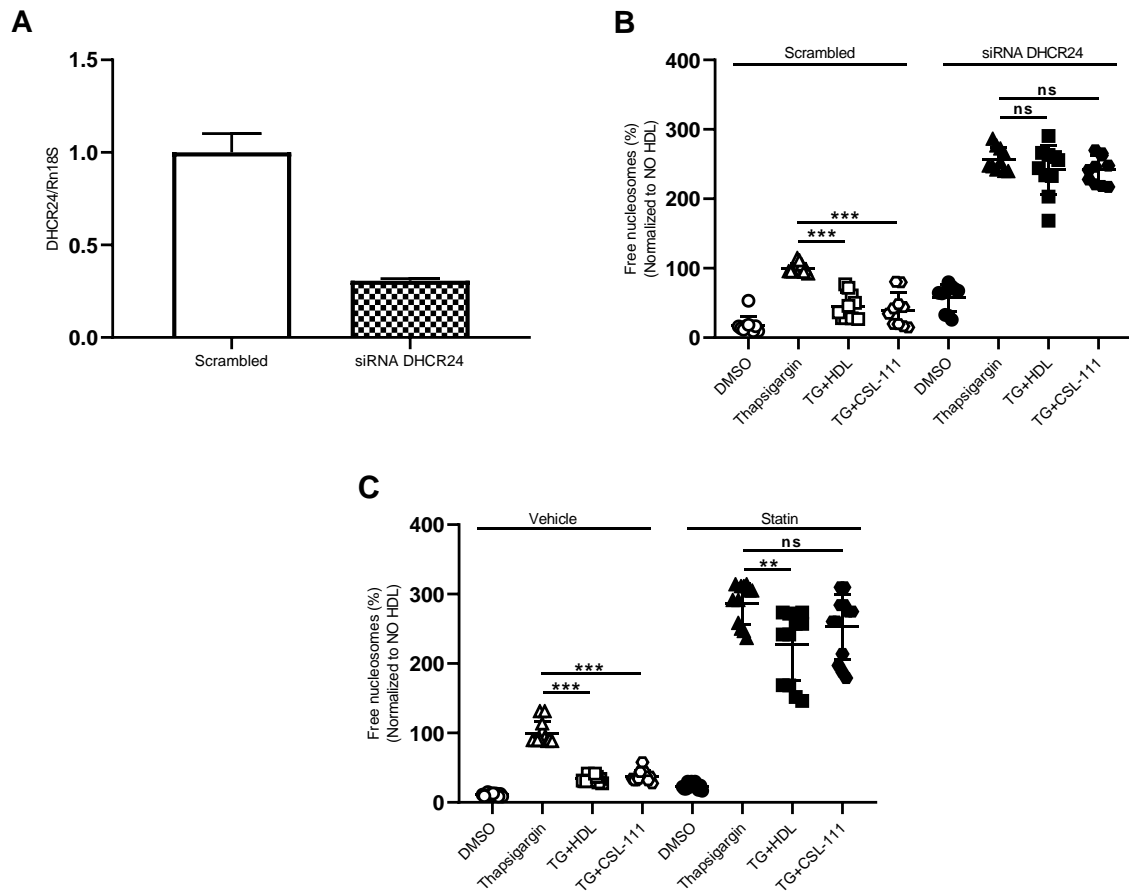 A
DHCR24/Rn18S
1.5
1.0
0.5
0.0
Scrambled
siRNA DHCR24
B
Free nucleosomes (%)
(Normalized to NO HDL)
400
300
200
100
0
Scrambled
siRNA DHCR24
***
***
ns
ns
DMSO
Thapsigargin
TG+HDL
TG+CSL-111
DMSO
Thapsigargin
TG+HDL
TG+CSL-111
C
Free nucleosomes (%)
(Normalized to NO HDL)
400
300
200
100
0
Vehicle
Statin
***
***
ns
**
DMSO
Thapsigargin
TG+HDL
TG+CSL-111
DMSO
Thapsigargin
TG+HDL
TG+CSL-111